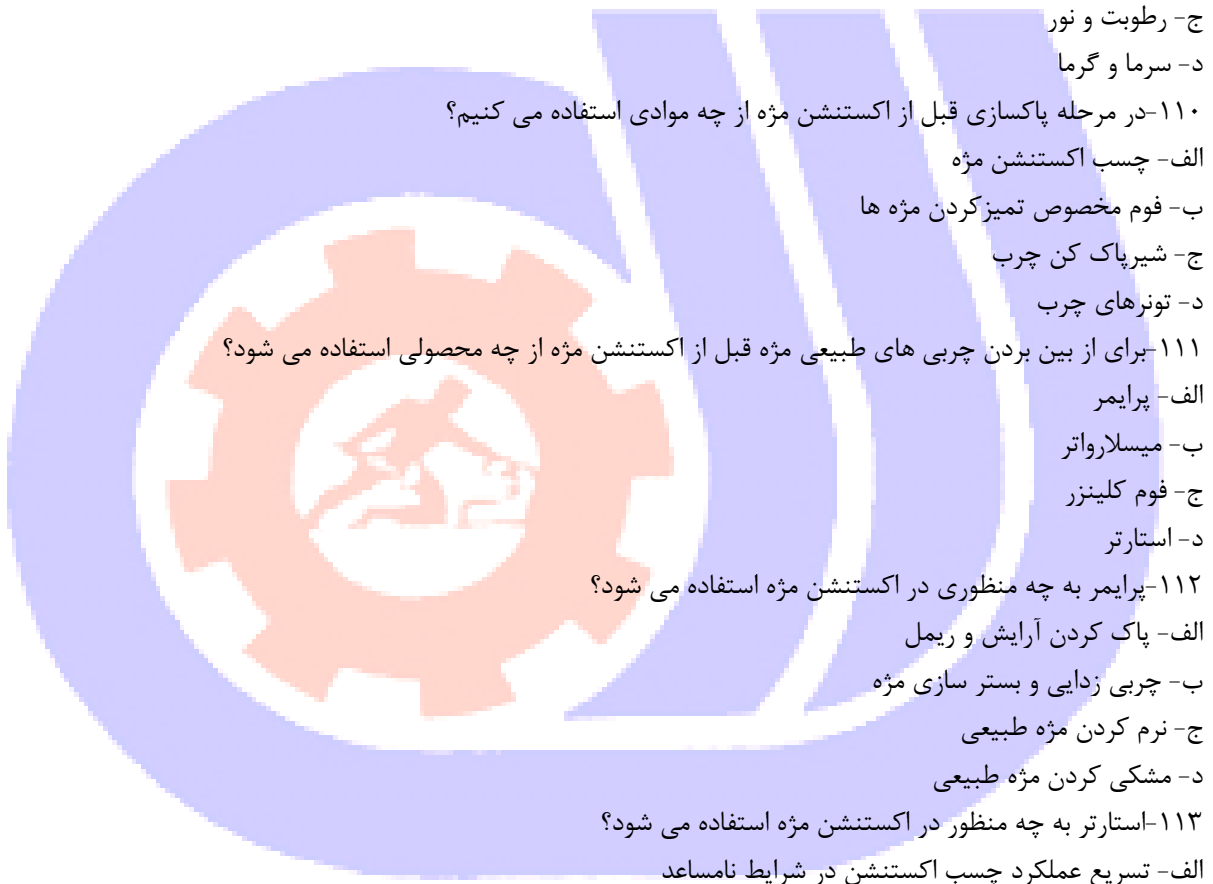 ج- رطوبت و نور
د- سرما و گرما
۱۱۰-در مرحله پاکسازی قبل از اکستنشن مژه از چه موادی استفاده می کنیم؟
الف- چسب اکستنشن مژه
ب- فوم مخصوص تمیزکردن مژه ها
ج- شیرپاک کن چرب
د- تونرهای چرب
۱۱۱-برای از بین بردن چربی های طبیعی مژه قبل از اکستنشن مژه از چه محصولی استفاده می شود؟
الف- پرایمر
ب- میسلارواتر
ج- فوم کلینزر
د- استارتر
۱۱۲-پرایمر به چه منظوری در اکستنشن مژه استفاده می شود؟
الف- پاک کردن آرایش و ریمل
ب- چربی زدایی و بستر سازی مژه
ج- نرم کردن مژه طبیعی
د- مشکی کردن مژه طبیعی
۱۱۳-استارتر به چه منظور در اکستنشن مژه استفاده می شود؟
الف- تسریع عملکرد چسب اکستنشن در شرایط نامساعد